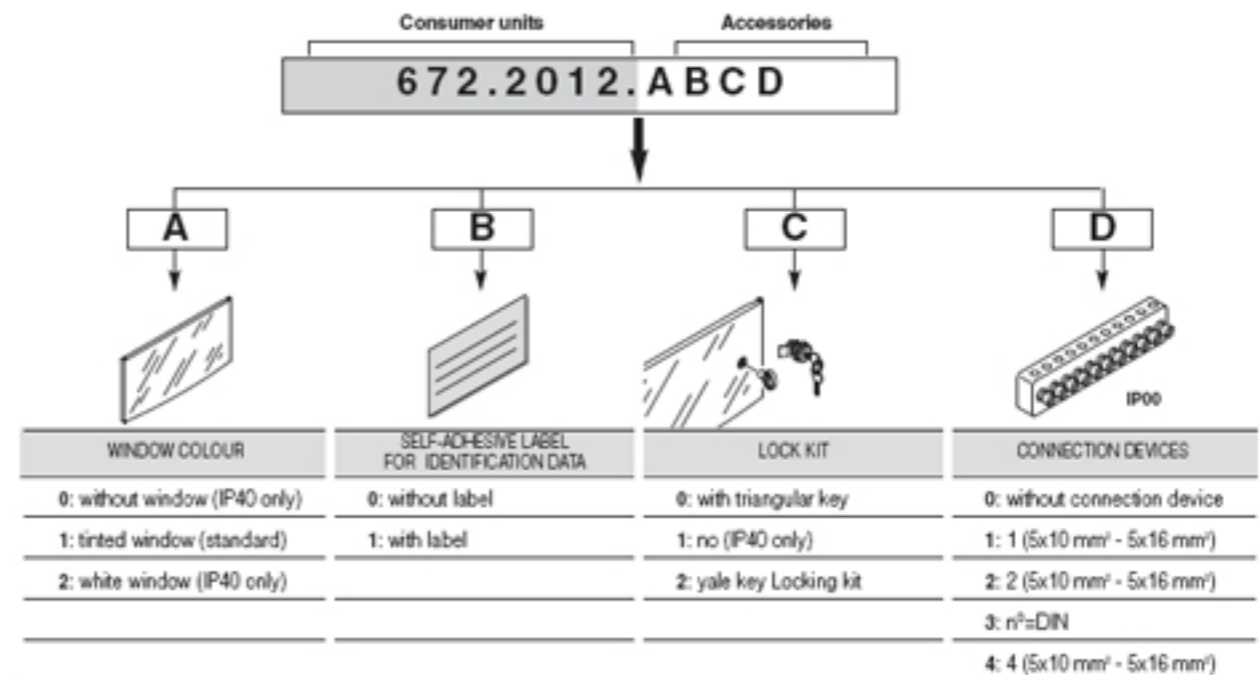 Consumer units Accessories
672.2012.ABCD
A B C D
IP00
WINDOW COLOUR
0: without window (IP40 only)
1: tinted window (standard)
2: white window (IP40 only)
SELF-ADHESIVE LABEL
FOR IDENTIFICATION DATA
0: without label
1: with label
LOCK KIT
0: with triangular key
1: no (IP40 only)
2: yale key Locking kit
CONNECTION DEVICES
0: without connection device
1: 1 (5x10 mm² - 5x16 mm²)
2: 2 (5x10 mm² - 5x16 mm²)
3: n°=DIN
4: 4 (5x10 mm² - 5x16 mm²)